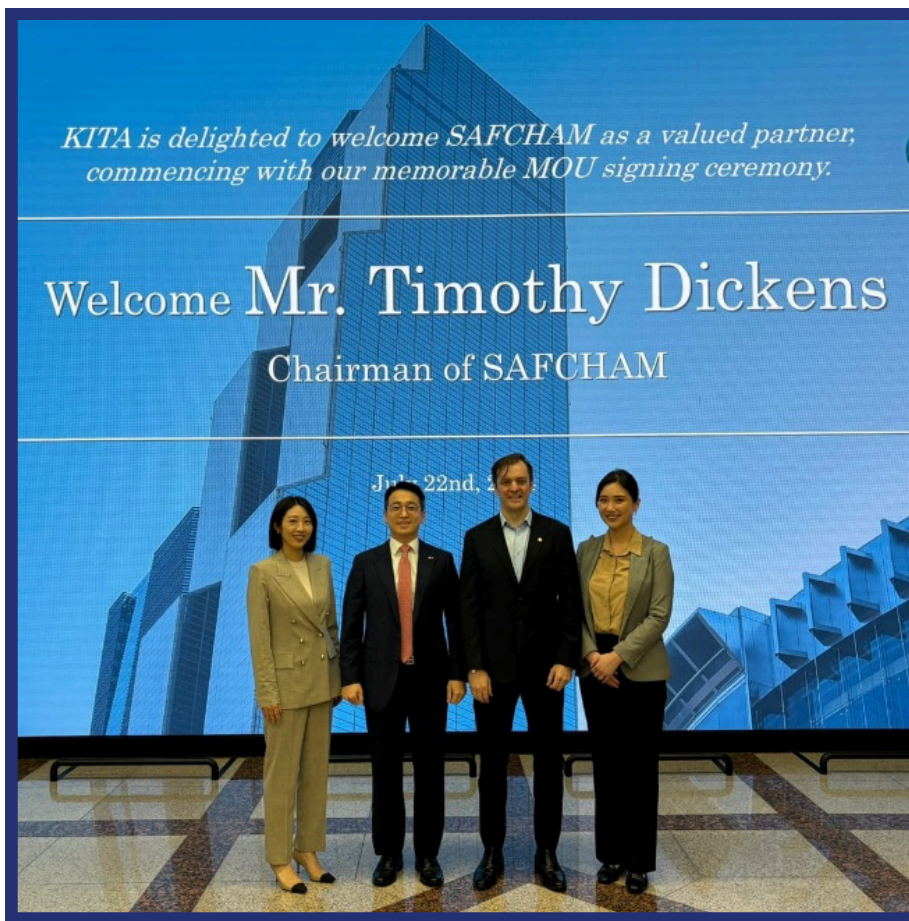 KITA is delighted to welcome SAFCHAM as a valued partner,
commencing with our memorable MOU signing ceremony.
Welcome Mr. Timothy Dickens
Chairman of SAFCHAM
July 22nd,